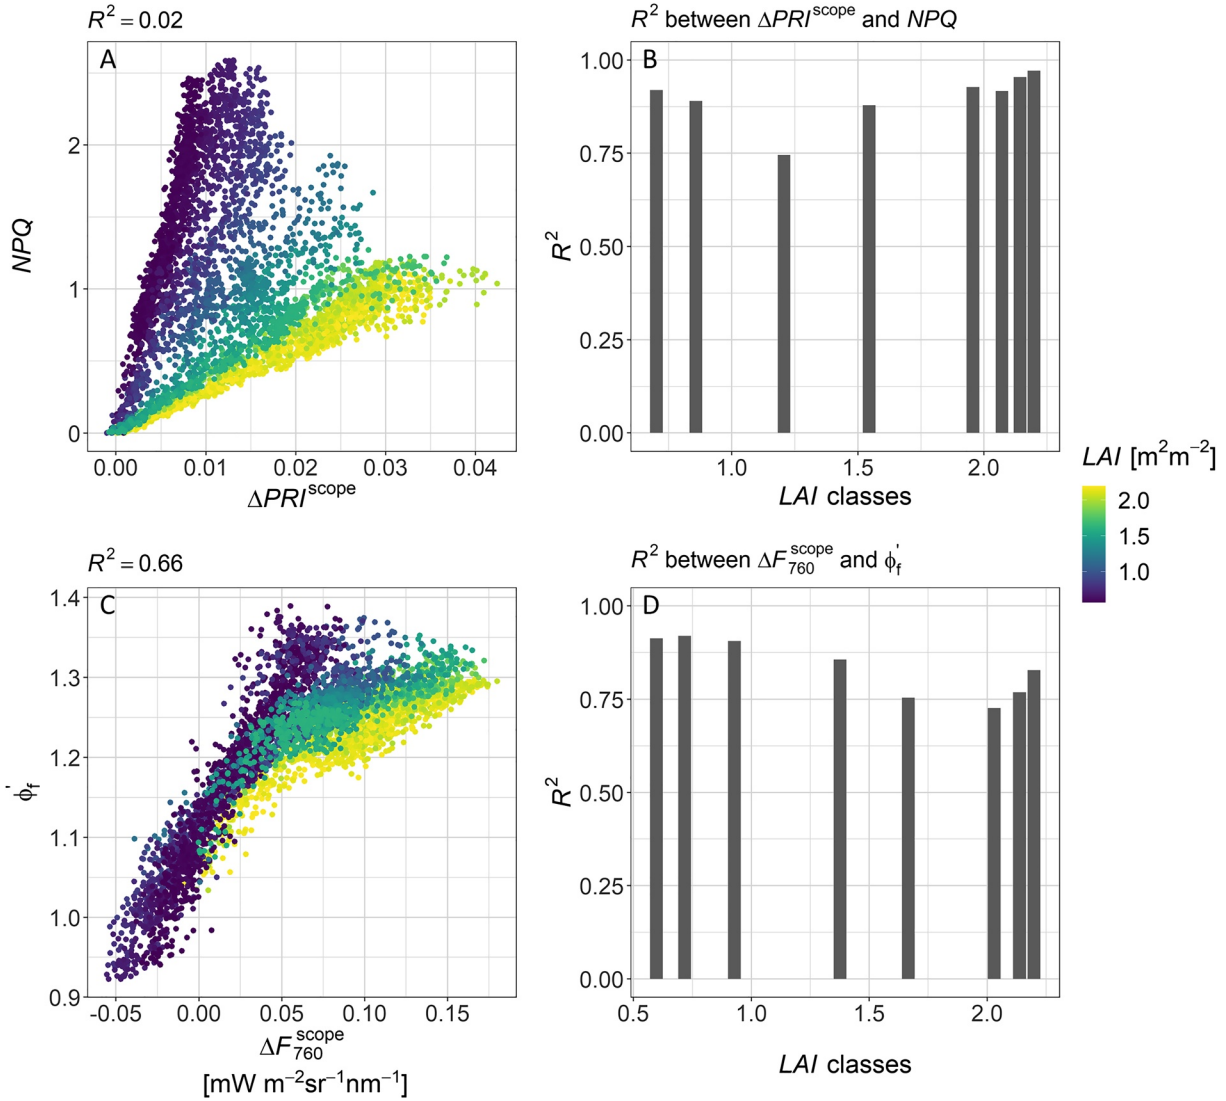 R² = 0.02
A
2
1
0
NPQ
0.00 0.01 0.02 0.03 0.04
ΔPRI^scope
R² between ΔPRI^scope and NPQ
B
1.00
0.75
0.50
0.25
0.00
R²
1.0 1.5 2.0
LAI classes
LAI [m²m⁻²]
2.0
1.5
1.0
R² = 0.66
C
1.4
1.3
1.2
1.1
1.0
0.9
ϕ_f'
-0.05 0.00 0.05 0.10 0.15
ΔF_760^scope
[mW m⁻²sr⁻¹nm⁻¹]
R² between ΔF_760^scope and ϕ_f'
D
1.00
0.75
0.50
0.25
0.00
R²
0.5 1.0 1.5 2.0
LAI classes